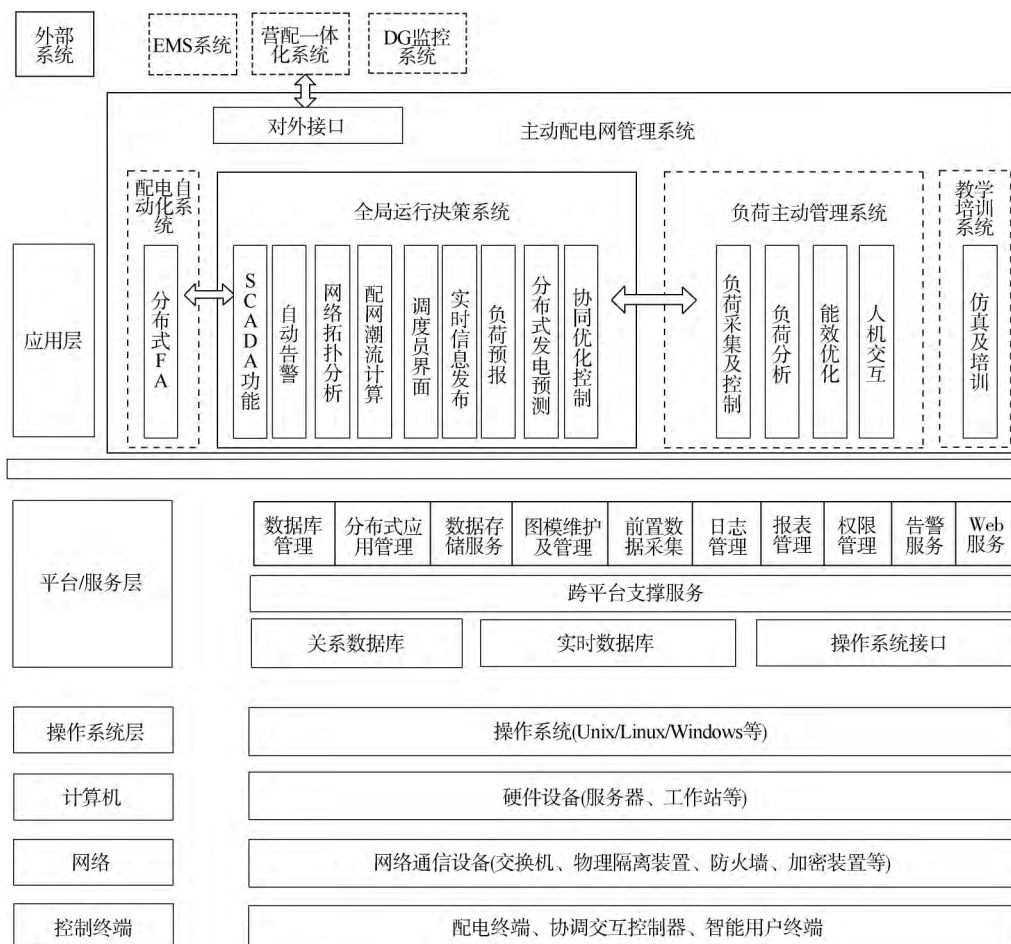 外部
系统
EMS系统
营配一体
化系统
DG监控
系统
对外接口
主动配电网管理系统
配电自
动化系
统
全局运行决策系统
负荷主动管理系统
教学
培训
系统
应用层
分布式FA
SCADA功能
自动告警
网络拓扑分析
配网潮流计算
调度员界面
实时信息发布
负荷预报
分布式发电预测
协同优化控制
负荷采集及控制
负荷分析
能效优化
人机交互
仿真及培训
平台/服务层
数据库
管理
分布式应
用管理
数据存
储服务
图模维护
及管理
前置数
据采集
日志
管理
报表
管理
权限
管理
告警
服务
Web
服务
跨平台支撑服务
关系数据库
实时数据库
操作系统接口
操作系统层
操作系统(Unix/Linux/Windows等)
计算机
硬件设备(服务器、工作站等)
网络
网络通信设备(交换机、物理隔离装置、防火墙、加密装置等)
控制终端
配电终端、协调交互控制器、智能用户终端